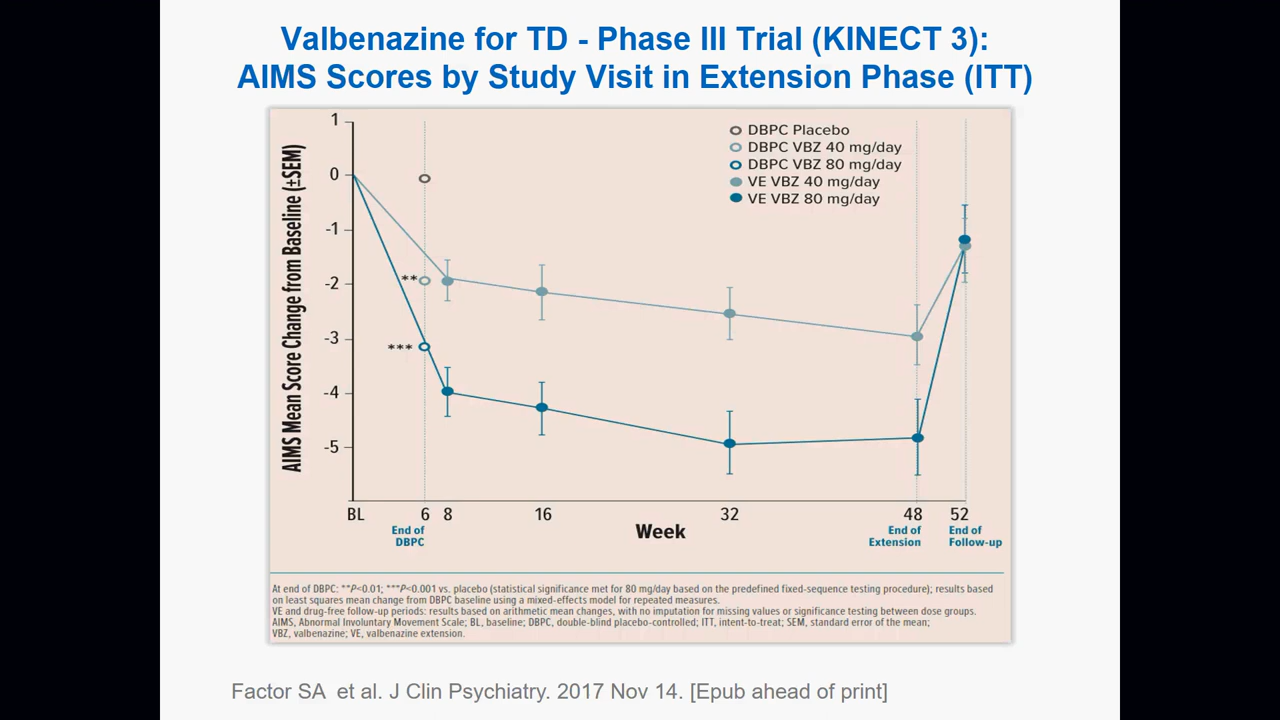 Valbenazine for TD - Phase III Trial (KINECT 3):
AIMS Scores by Study Visit in Extension Phase (ITT)
AIMS Mean Score Change from Baseline (±SEM)
1
0
-1
-2
-3
-4
-5
DBPC Placebo
DBPC VBZ 40 mg/day
DBPC VBZ 80 mg/day
VE VBZ 40 mg/day
VE VBZ 80 mg/day
**
***
BL 6 8 16 32 48 52
End of DBPC
Week
End of Extension
End of Follow-up
At end of DBPC: **P<0.01; ***P<0.001 vs. placebo (statistical significance met for 80 mg/day based on the predefined fixed-sequence testing procedure); results based
on least squares mean change from DBPC baseline using a mixed-effects model for repeated measures.
VE and drug-free follow-up periods: results based on arithmetic mean changes, with no imputation for missing values or significance testing between dose groups.
AIMS, Abnormal Involuntary Movement Scale; BL, baseline; DBPC, double-blind placebo-controlled; ITT, intent-to-treat; SEM, standard error of the mean;
VBZ, valbenazine; VE, valbenazine extension.
Factor SA et al. J Clin Psychiatry. 2017 Nov 14. [Epub ahead of print]